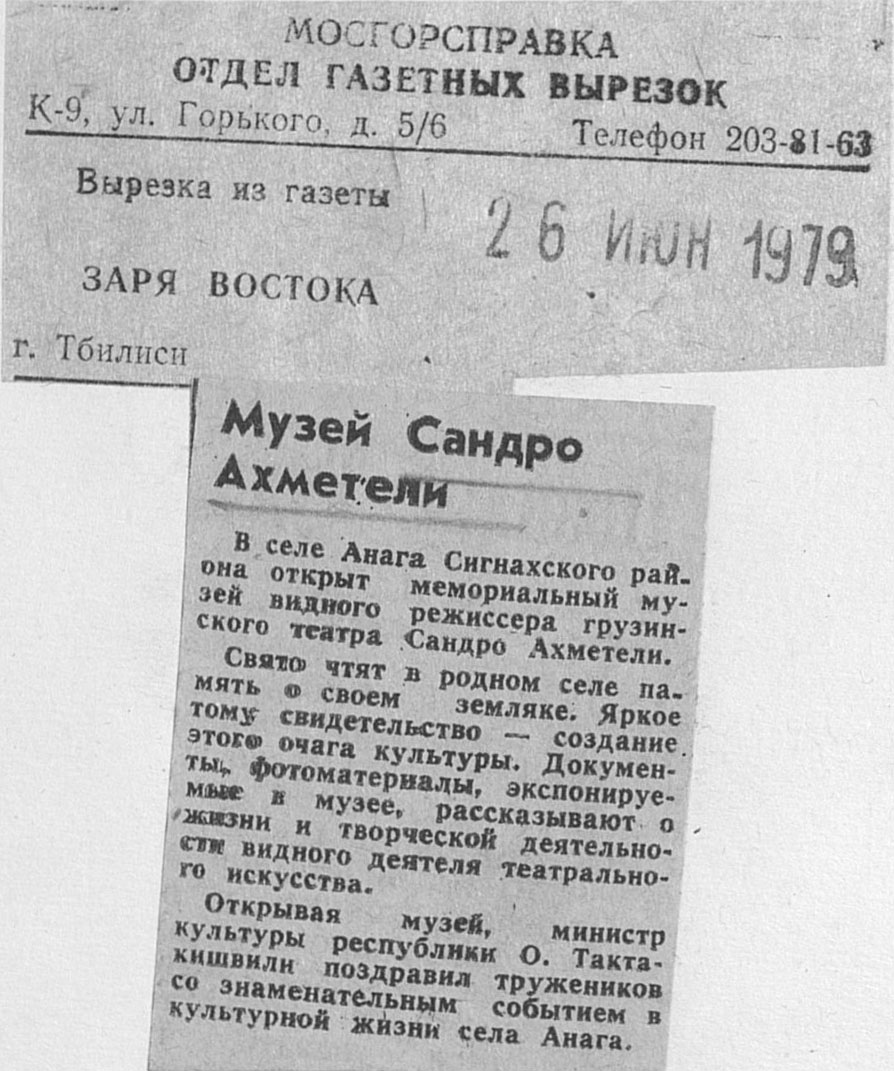 МОСГОРСПРАВКА
ОТДЕЛ ГАЗЕТНЫХ ВЫРЕЗОК
К-9, ул. Горького, д. 5/6 Телефон 203-81-63
Вырезка из газеты
26 ИЮН 1979
ЗАРЯ ВОСТОКА
г. Тбилиси
Музей Сандро
Ахметели
В селе Анага Сигнахского рай-
она открыт мемориальный му-
зей видного режиссера грузин-
ского театра Сандро Ахметели.
Свято чтят в родном селе па-
мять о своем земляке. Яркое
тому свидетельство — создание
этого очага культуры. Докумен-
ты, фотоматериалы, экспонируе-
мые в музее, рассказывают о
жизни и творческой деятельно-
сти видного деятеля театрально-
го искусства.
Открывая музей, министр
культуры республики О. Такта-
кишвили поздравил тружеников
со знаменательным событием в
культурной жизни села Анага.